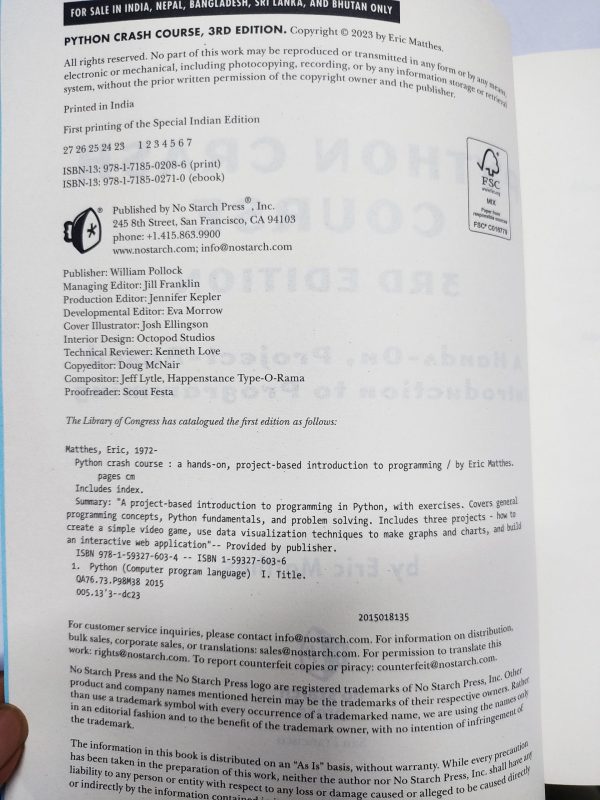 FOR SALE IN INDIA, NEPAL, BANGLADESH, SRI LANKA, AND BHUTAN ONLY
PYTHON CRASH COURSE, 3RD EDITION. Copyright © 2023 by Eric Matthes.
All rights reserved. No part of this work may be reproduced or transmitted in any form or by any means,
electronic or mechanical, including photocopying, recording, or by any information storage or retrieval
system, without the prior written permission of the copyright owner and the publisher.
Printed in India
First printing of the Special Indian Edition
27 26 25 24 23 1 2 3 4 5 6 7
ISBN-13: 978-1-7185-0208-6 (print)
ISBN-13: 978-1-7185-0271-0 (ebook)
FSC
www.fsc.org
MIX
Paper from
responsible sources
FSC® C016779
Published by No Starch Press®, Inc.
245 8th Street, San Francisco, CA 94103
phone: +1.415.863.9900
www.nostarch.com; info@nostarch.com
Publisher: William Pollock
Managing Editor: Jill Franklin
Production Editor: Jennifer Kepler
Developmental Editor: Eva Morrow
Cover Illustrator: Josh Ellingson
Interior Design: Octopod Studios
Technical Reviewer: Kenneth Love
Copyeditor: Doug McNair
Compositor: Jeff Lytle, Happenstance Type-O-Rama
Proofreader: Scout Festa
The Library of Congress has catalogued the first edition as follows:
Matthes, Eric, 1972-
Python crash course : a hands-on, project-based introduction to programming / by Eric Matthes.
pages cm
Includes index.
Summary: "A project-based introduction to programming in Python, with exercises. Covers general
programming concepts, Python fundamentals, and problem solving. Includes three projects - how to
create a simple video game, use data visualization techniques to make graphs and charts, and build
an interactive web application"-- Provided by publisher.
ISBN 978-1-59327-603-4 -- ISBN 1-59327-603-6
1. Python (Computer program language) I. Title.
QA76.73.P98M38 2015
005.13'3--dc23
2015018135
For customer service inquiries, please contact info@nostarch.com. For information on distribution,
bulk sales, corporate sales, or translations: sales@nostarch.com. For permission to translate this
work: rights@nostarch.com. To report counterfeit copies or piracy: counterfeit@nostarch.com.
No Starch Press and the No Starch Press logo are registered trademarks of No Starch Press, Inc. Other
product and company names mentioned herein may be the trademarks of their respective owners. Rather
than use a trademark symbol with every occurrence of a trademarked name, we are using the names only
in an editorial fashion and to the benefit of the trademark owner, with no intention of infringement of
the trademark.
The information in this book is distributed on an "As Is" basis, without warranty. While every precaution
has been taken in the preparation of this work, neither the author nor No Starch Press, Inc. shall have any
liability to any person or entity with respect to any loss or damage caused or alleged to be caused directly
or indirectly by the information contained